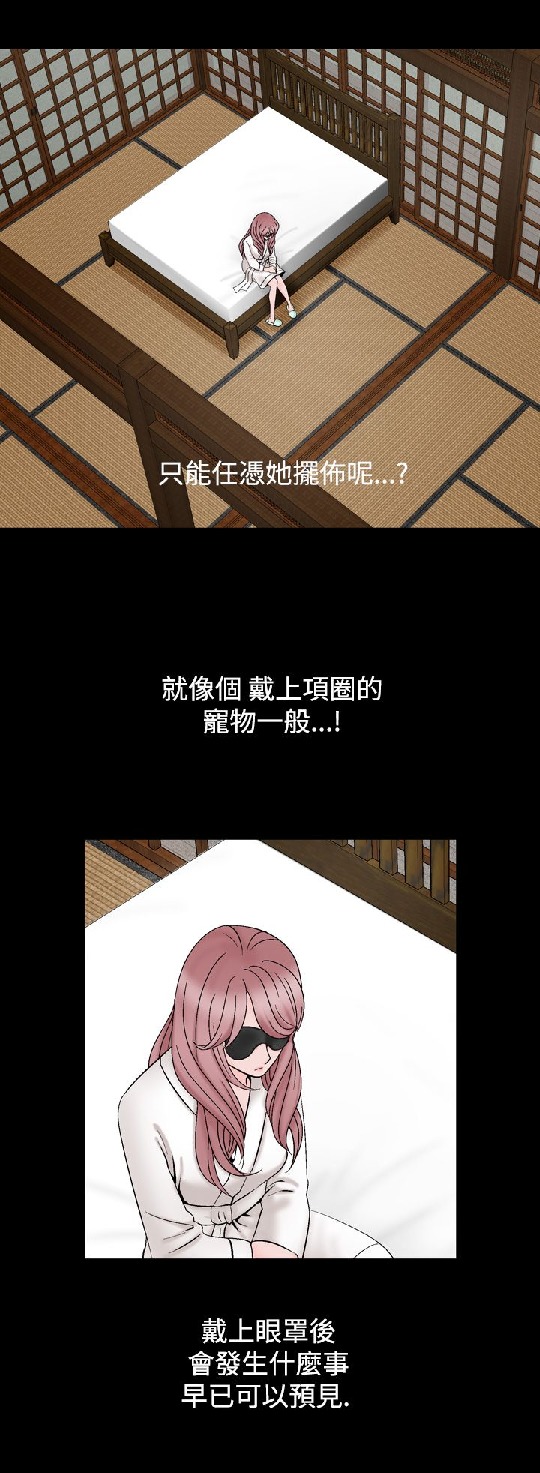 只能任憑她擺佈呢...?
就像個 戴上項圈的
寵物一般...!
戴上眼罩後
會發生什麼事
早已可以預見.